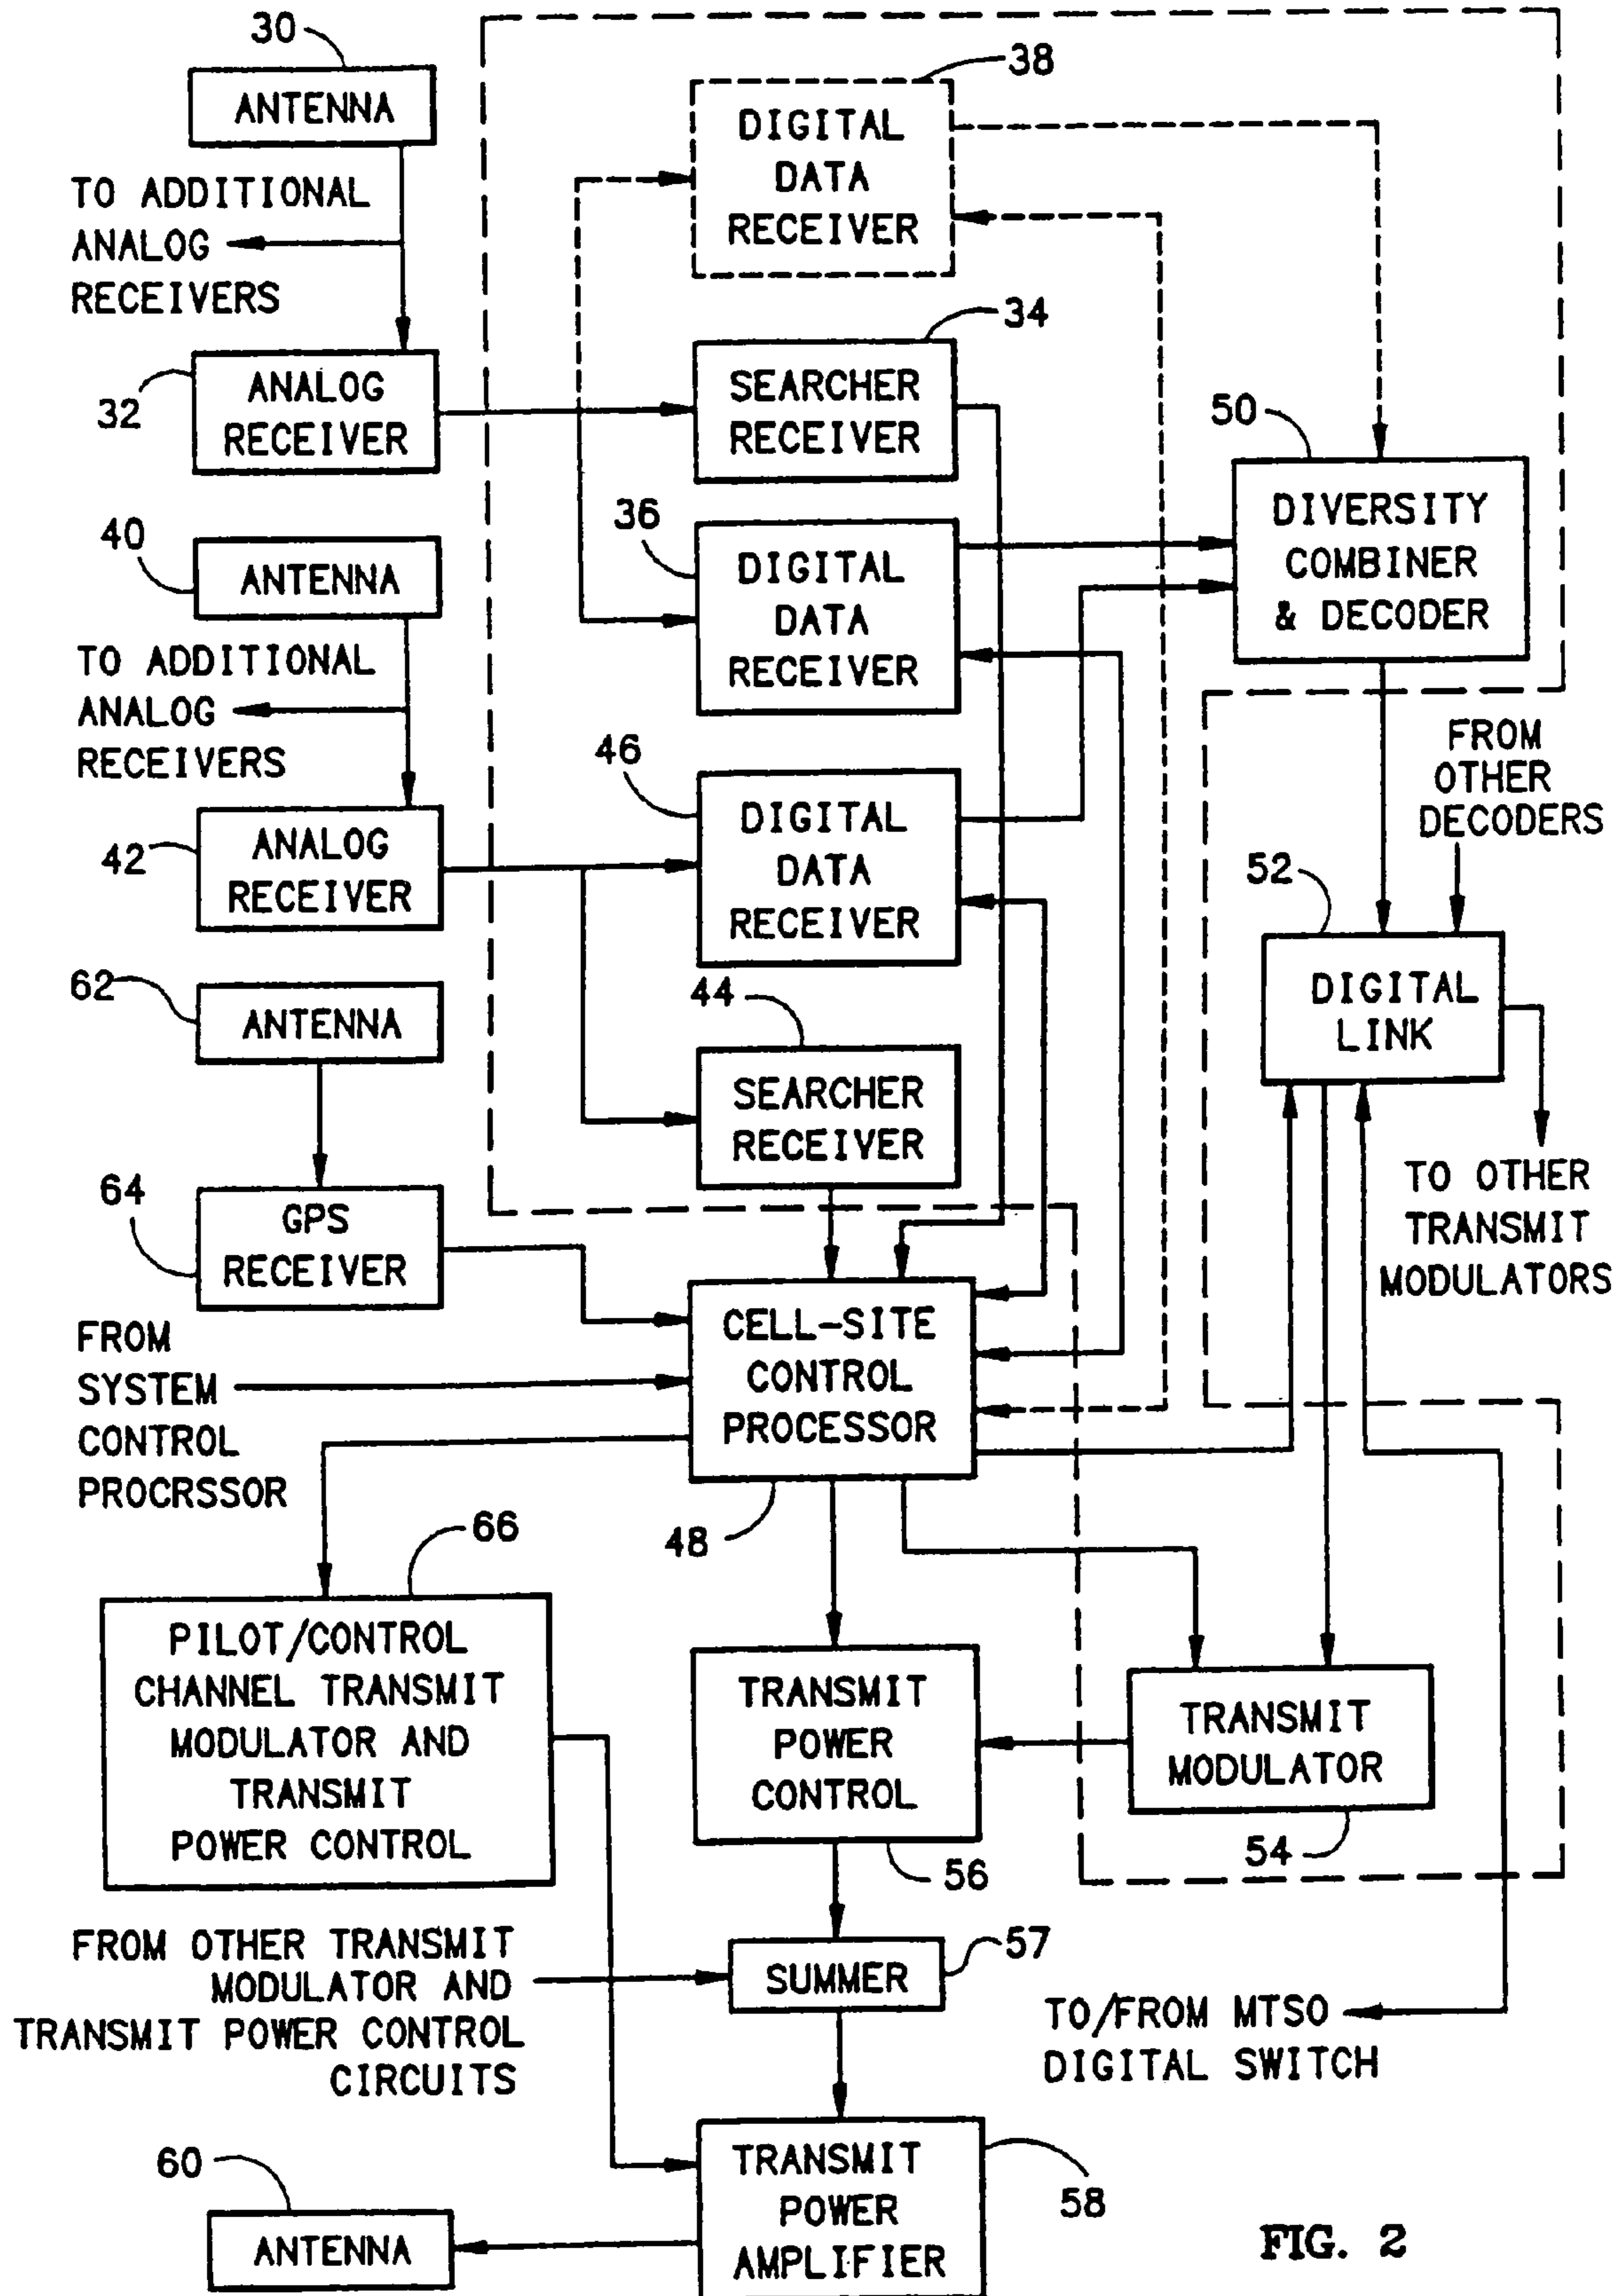 30
ANTENNA
TO ADDITIONAL
ANALOG
RECEIVERS
32
ANALOG
RECEIVER
38
DIGITAL
DATA
RECEIVER
34
SEARCHER
RECEIVER
36
DIGITAL
DATA
RECEIVER
50
DIVERSITY
COMBINER
& DECODER
40
ANTENNA
TO ADDITIONAL
ANALOG
RECEIVERS
42
ANALOG
RECEIVER
46
DIGITAL
DATA
RECEIVER
FROM
OTHER
DECODERS
52
DIGITAL
LINK
62
ANTENNA
44
SEARCHER
RECEIVER
64
GPS
RECEIVER
TO OTHER
TRANSMIT
MODULATORS
FROM
SYSTEM
CONTROL
PROCRSSOR
CELL-SITE
CONTROL
PROCESSOR
48
66
PILOT/CONTROL
CHANNEL TRANSMIT
MODULATOR AND
TRANSMIT
POWER CONTROL
TRANSMIT
POWER
CONTROL
56
TRANSMIT
MODULATOR
54
FROM OTHER TRANSMIT
MODULATOR AND
TRANSMIT POWER CONTROL
CIRCUITS
SUMMER
57
TO/FROM MTSO
DIGITAL SWITCH
60
ANTENNA
TRANSMIT
POWER
AMPLIFIER
58
FIG. 2